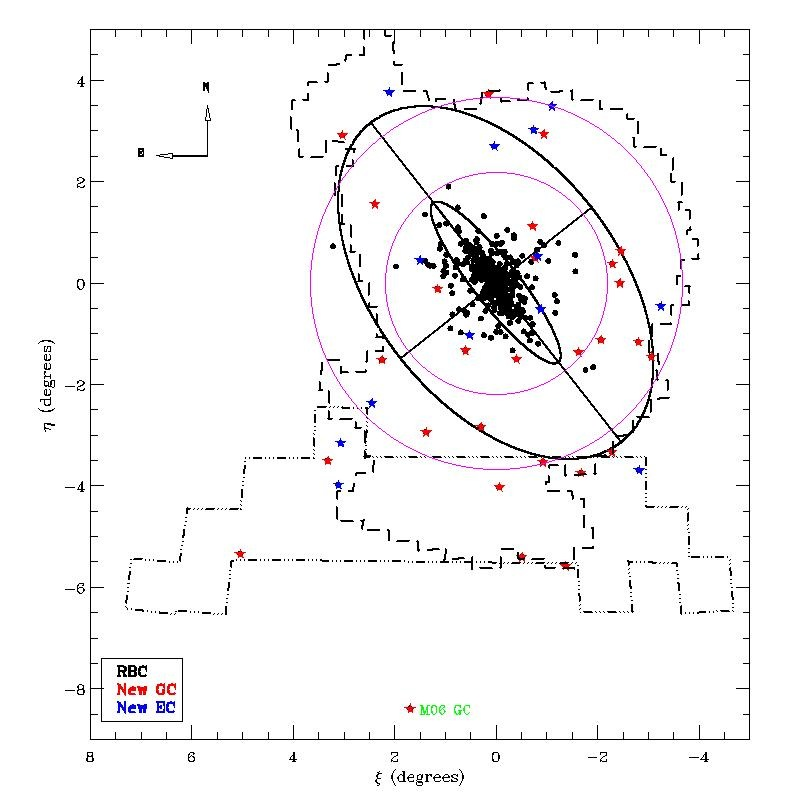 4
2
0
−2
−4
−6
−8
8 6 4 2 0 −2 −4
η (degrees)
ξ (degrees)
N
E
RBC
New GC
New EC
M06 GC